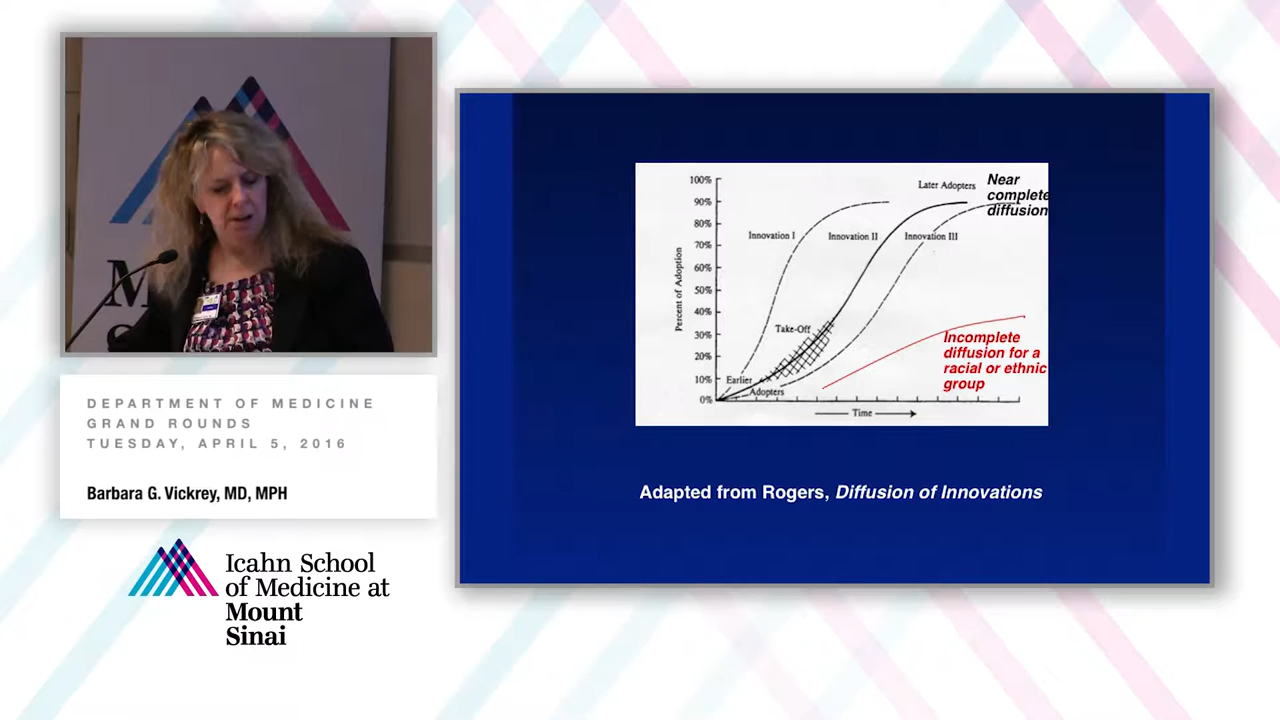 M
S
DEPARTMENT OF MEDICINE
GRAND ROUNDS
TUESDAY, APRIL 5, 2016
Barbara G. Vickrey, MD, MPH
Icahn School
of Medicine at
Mount
Sinai
100%
90%
80%
70%
60%
50%
40%
30%
20%
10%
0%
Percent of Adoption
Later Adopters
Near
complete
diffusion
Innovation I
Innovation II
Innovation III
Take-Off
Earlier
Adopters
Incomplete
diffusion for a
racial or ethnic
group
Time
Adapted from Rogers, Diffusion of Innovations